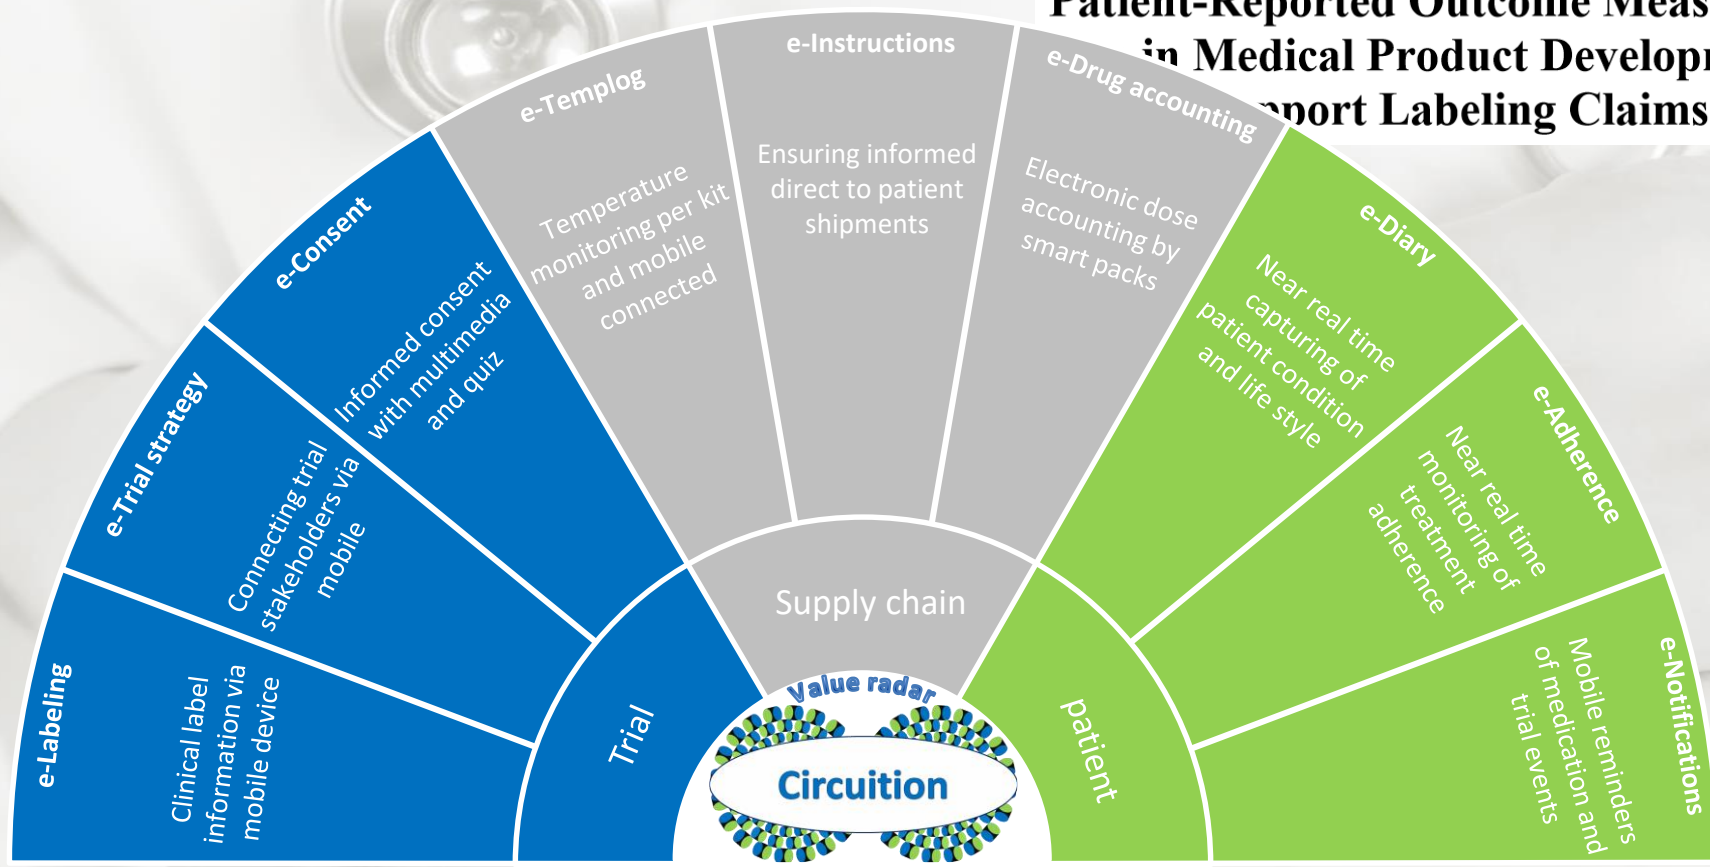 Patient-Reported Outcome
in Medical Product
Labeling Claims
e-Labeling
Clinical label
information via
mobile device
e-Trial strategy
Connecting trial
stakeholders via
mobile
e-Consent
Informed consent
with multimedia
and quiz
e-Templog
Temperature
monitoring per kit
and mobile
connected
e-Instructions
Ensuring informed
direct to patient
shipments
e-Drug accounting
Electronic dose
accounting by
smart packs
e-Diary
Near real time
capturing of
patient condition
and life style
e-Adherence
Near real time
monitoring of
treatment
adherence
e-Notifications
Mobile reminders
of medication and
trial events
Trial
Supply chain
patient
Value radar
Circuition